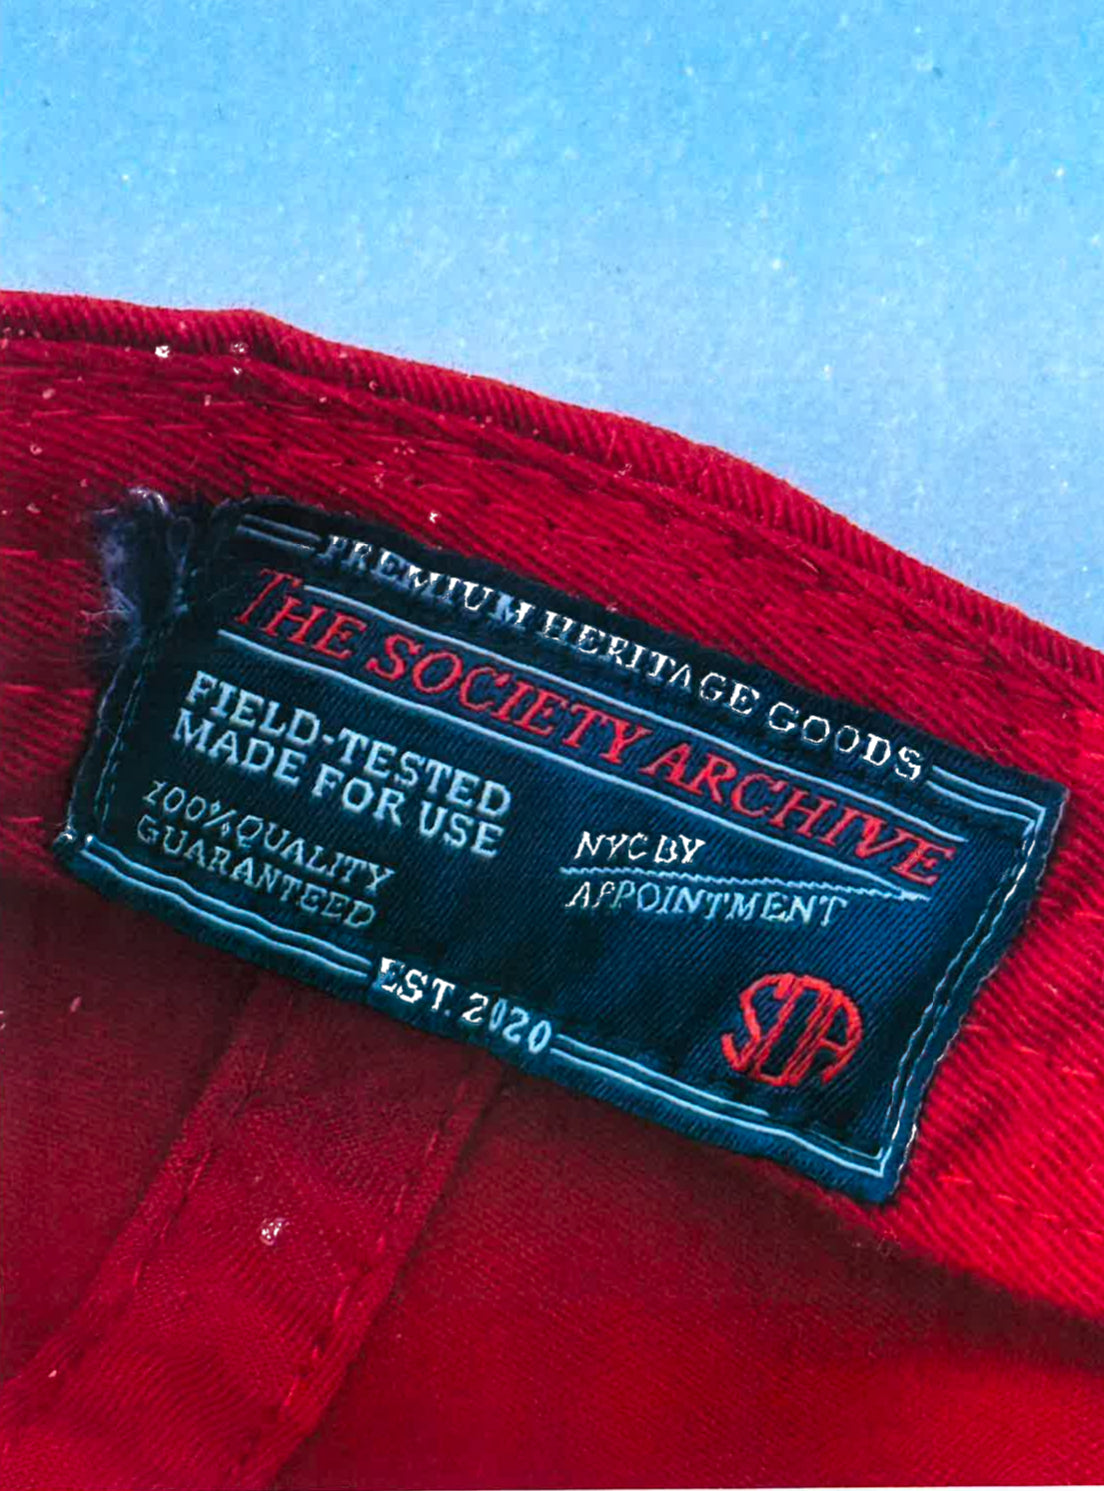 PREMIUM HERITAGE GOODS
THE SOCIETY ARCHIVE
FIELD-TESTED
MADE FOR USE
100% QUALITY
GUARANTEED
NYC BY
APPOINTMENT
EST. 2020
SOA